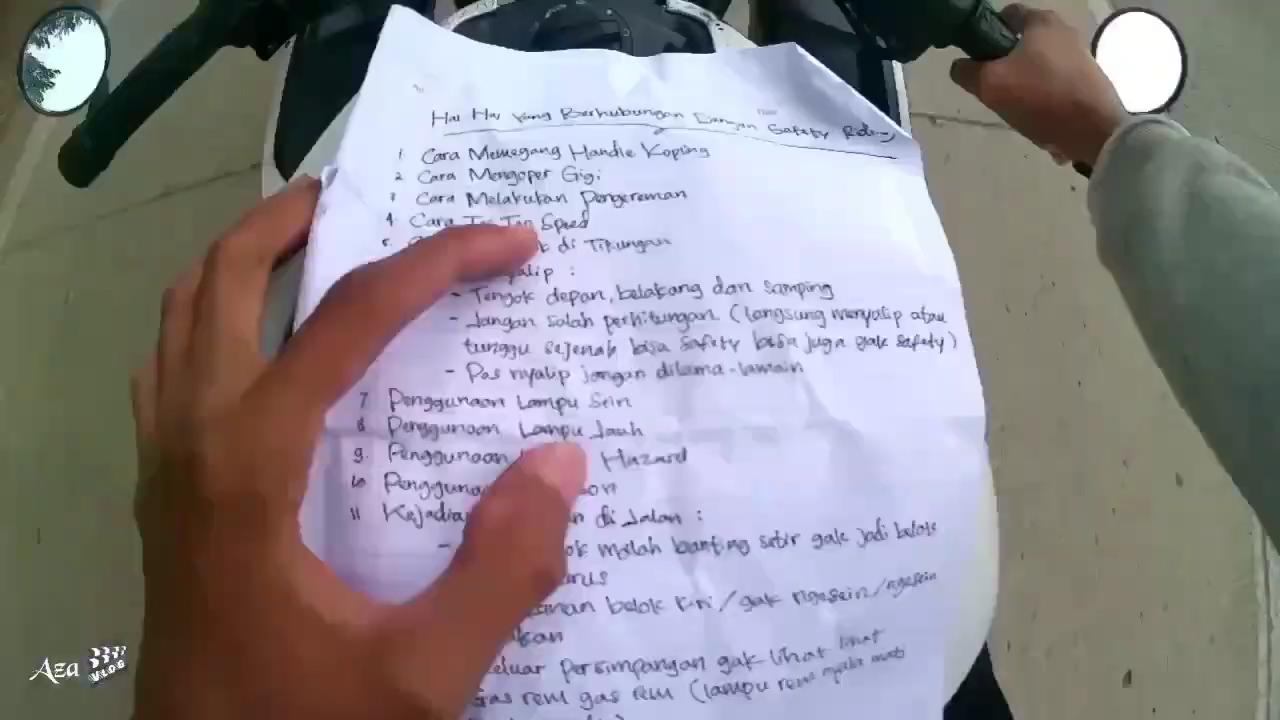 Hal Hal Yang Berhubungan Dengan Safety Riding
1 Cara Memegang Handle Kopling
2 Cara Mengoper Gigi
3 Cara Melakukan Pengereman
4. Cara Speed
5. di Tikungan
:
- Tengok depan, belakang dan samping
- Jangan salah perhitungan (langsung menyalip atau
tunggu sejenak bisa safety bisa juga gak safety)
- Pas nyalip jangan dilama-lamain
7 Penggunaan Lampu Sein
8 Penggunaan Lampu Jauh
9. Penggunaan Hazard
10
11 di Jalan :
- malah banting setir gak jadi belok
belok kiri/gak ngesein/ngesein
persimpangan gak lihat lihat
Gas rem gas rem (lampu rem nyala mati
Aza VLOG